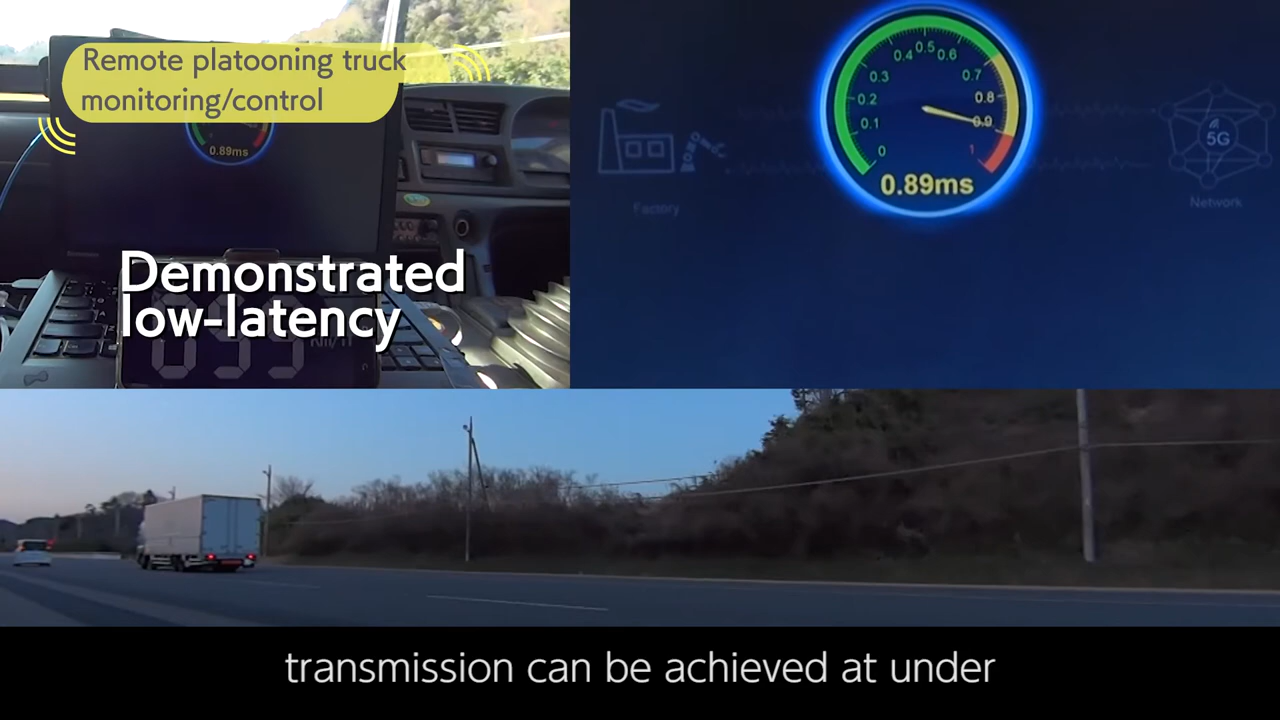 Remote platooning truck
monitoring/control
0.89ms
Demonstrated
low-latency
099
km/h
0
0.1
0.2
0.3
0.4
0.5
0.6
0.7
0.8
0.9
1
0.89ms
Factory
5G
Network
transmission can be achieved at under